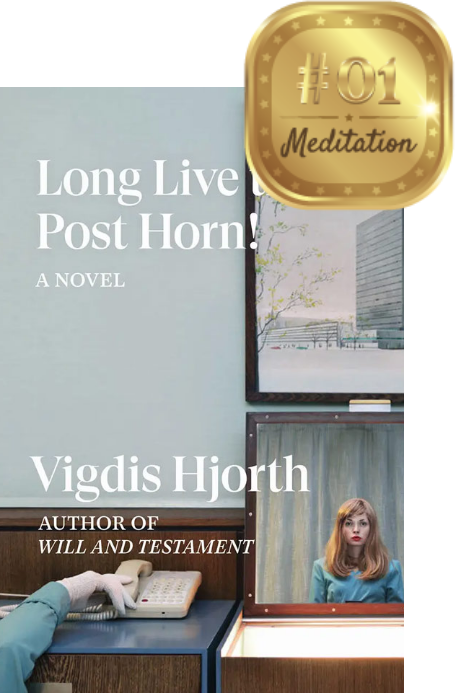 #01
Meditation
Long Live
Post Horn!
A NOVEL
Vigdis Hjorth
AUTHOR OF
WILL AND TESTAMENT